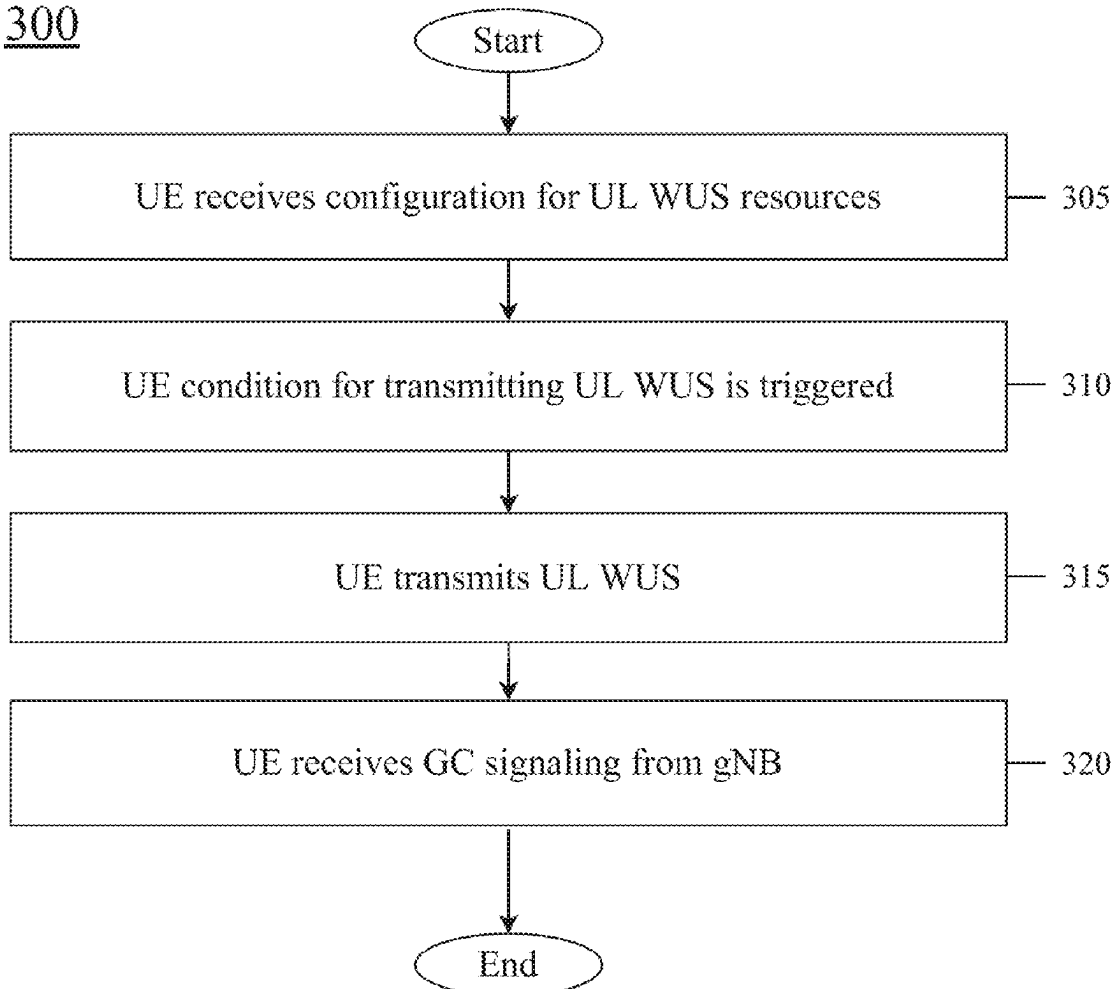 300
Start
UE receives configuration for UL WUS resources
305
UE condition for transmitting UL WUS is triggered
310
UE transmits UL WUS
315
UE receives GC signaling from gNB
320
End